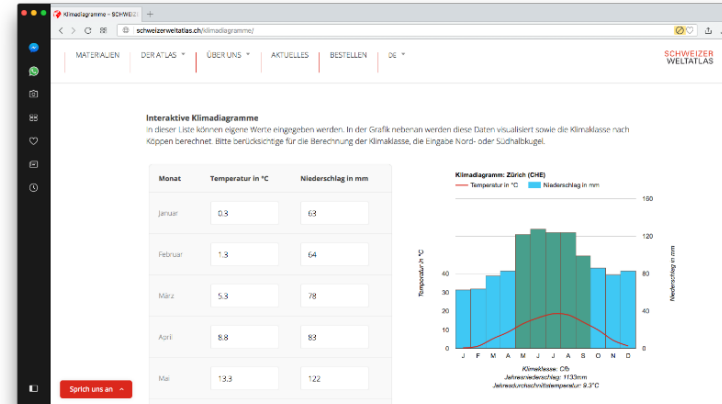 Klimadiagramme – SCHWEIZ
schweizerweltatlas.ch/klimadiagramme/
MATERIALIEN DER ATLAS ÜBER UNS AKTUELLES BESTELLEN DE
SCHWEIZER
WELTATLAS
Interaktive Klimadiagramme
In dieser Liste können eigene Werte eingegeben werden. In der Grafik nebenan werden diese Daten visualisiert sowie die Klimaklasse nach
Köppen berechnet. Bitte berücksichtige für die Berechnung der Klimaklasse, die Eingabe Nord- oder Südhalbkugel.
Monat Temperatur in °C Niederschlag in mm
Januar 0.3 63
Februar 1.3 64
März 5.3 78
April 8.8 83
Mai 13.3 122
Sprich uns an
Klimadiagramm: Zürich (CHE)
Temperatur in °C Niederschlag in mm
160
120
40 80
30
20 40
10
0 0
Temperatur in °C
Niederschlag in mm
J F M A M J J A S O N D
Klimaklasse: Cfb
Jahresniederschlag: 1133mm
Jahresdurchschnittstemperatur: 9.3°C